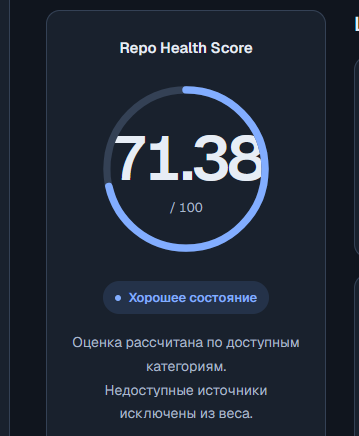 Repo Health Score
71.38
/ 100
Хорошее состояние
Оценка рассчитана по доступным
категориям.
Недоступные источники
исключены из веса.